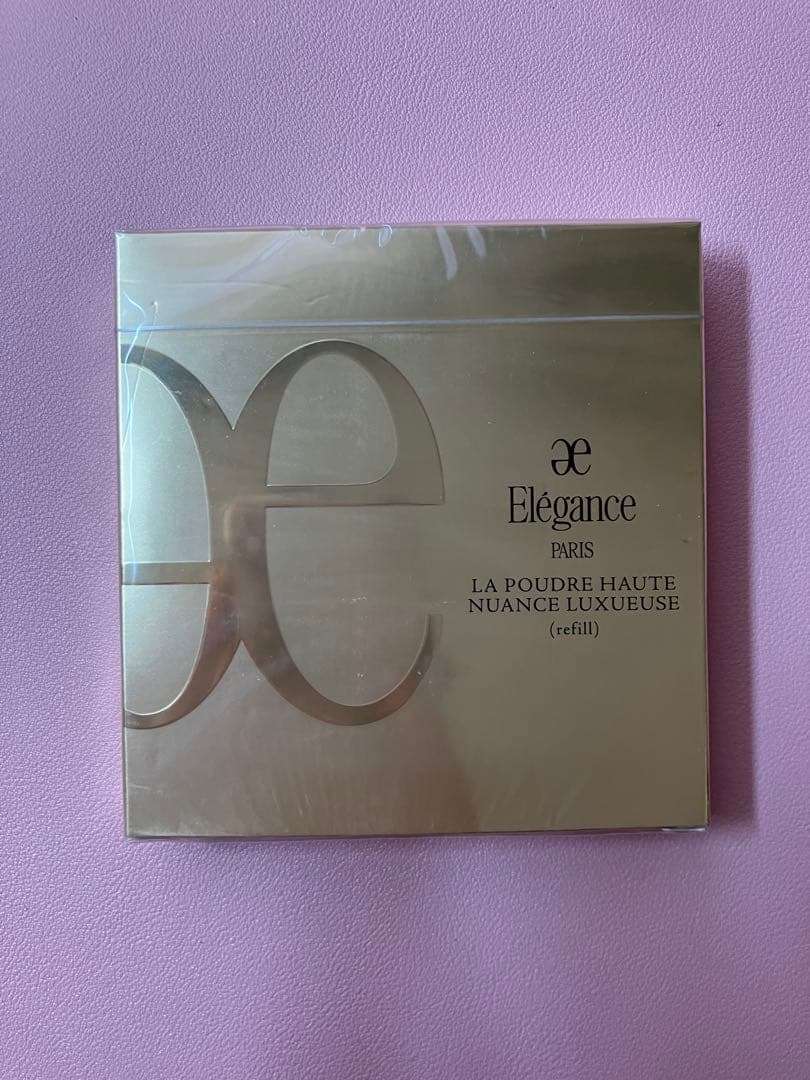 æ
Elégance
PARIS
LA POUDRE HAUTE
NUANCE LUXUEUSE
(refill)